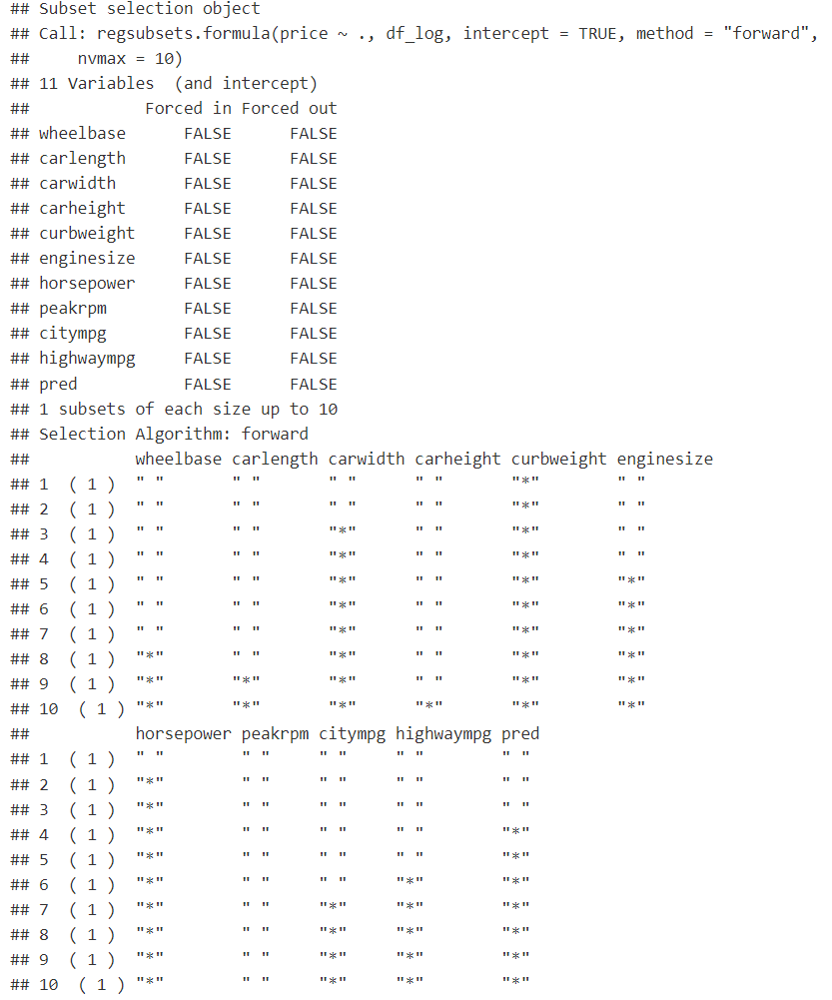 ## Subset selection object
## Call: regsubsets.formula(price ~ ., df_log, intercept = TRUE, method = "forward",
##     nvmax = 10)
## 11 Variables  (and intercept)
##            Forced in Forced out
## wheelbase      FALSE      FALSE
## carlength      FALSE      FALSE
## carwidth       FALSE      FALSE
## carheight      FALSE      FALSE
## curbweight     FALSE      FALSE
## enginesize     FALSE      FALSE
## horsepower     FALSE      FALSE
## peakrpm        FALSE      FALSE
## citympg        FALSE      FALSE
## highwaympg     FALSE      FALSE
## pred           FALSE      FALSE
## 1 subsets of each size up to 10
## Selection Algorithm: forward
##           wheelbase carlength carwidth carheight curbweight enginesize
## 1  ( 1 )  " "       " "       " "      " "       "*"        " "
## 2  ( 1 )  " "       " "       " "      " "       "*"        " "
## 3  ( 1 )  " "       " "       "*"      " "       "*"        " "
## 4  ( 1 )  " "       " "       "*"      " "       "*"        " "
## 5  ( 1 )  " "       " "       "*"      " "       "*"        "*"
## 6  ( 1 )  " "       " "       "*"      " "       "*"        "*"
## 7  ( 1 )  " "       " "       "*"      " "       "*"        "*"
## 8  ( 1 )  "*"       " "       "*"      " "       "*"        "*"
## 9  ( 1 )  "*"       "*"       "*"      " "       "*"        "*"
## 10  ( 1 ) "*"       "*"       "*"      "*"       "*"        "*"
##           horsepower peakrpm citympg highwaympg pred
## 1  ( 1 )  " "        " "     " "     " "        " "
## 2  ( 1 )  "*"        " "     " "     " "        " "
## 3  ( 1 )  "*"        " "     " "     " "        " "
## 4  ( 1 )  "*"        " "     " "     " "        "*"
## 5  ( 1 )  "*"        " "     " "     " "        "*"
## 6  ( 1 )  "*"        " "     " "     "*"        "*"
## 7  ( 1 )  "*"        " "     "*"     "*"        "*"
## 8  ( 1 )  "*"        " "     "*"     "*"        "*"
## 9  ( 1 )  "*"        " "     "*"     "*"        "*"
## 10  ( 1 ) "*"        " "     "*"     "*"        "*"